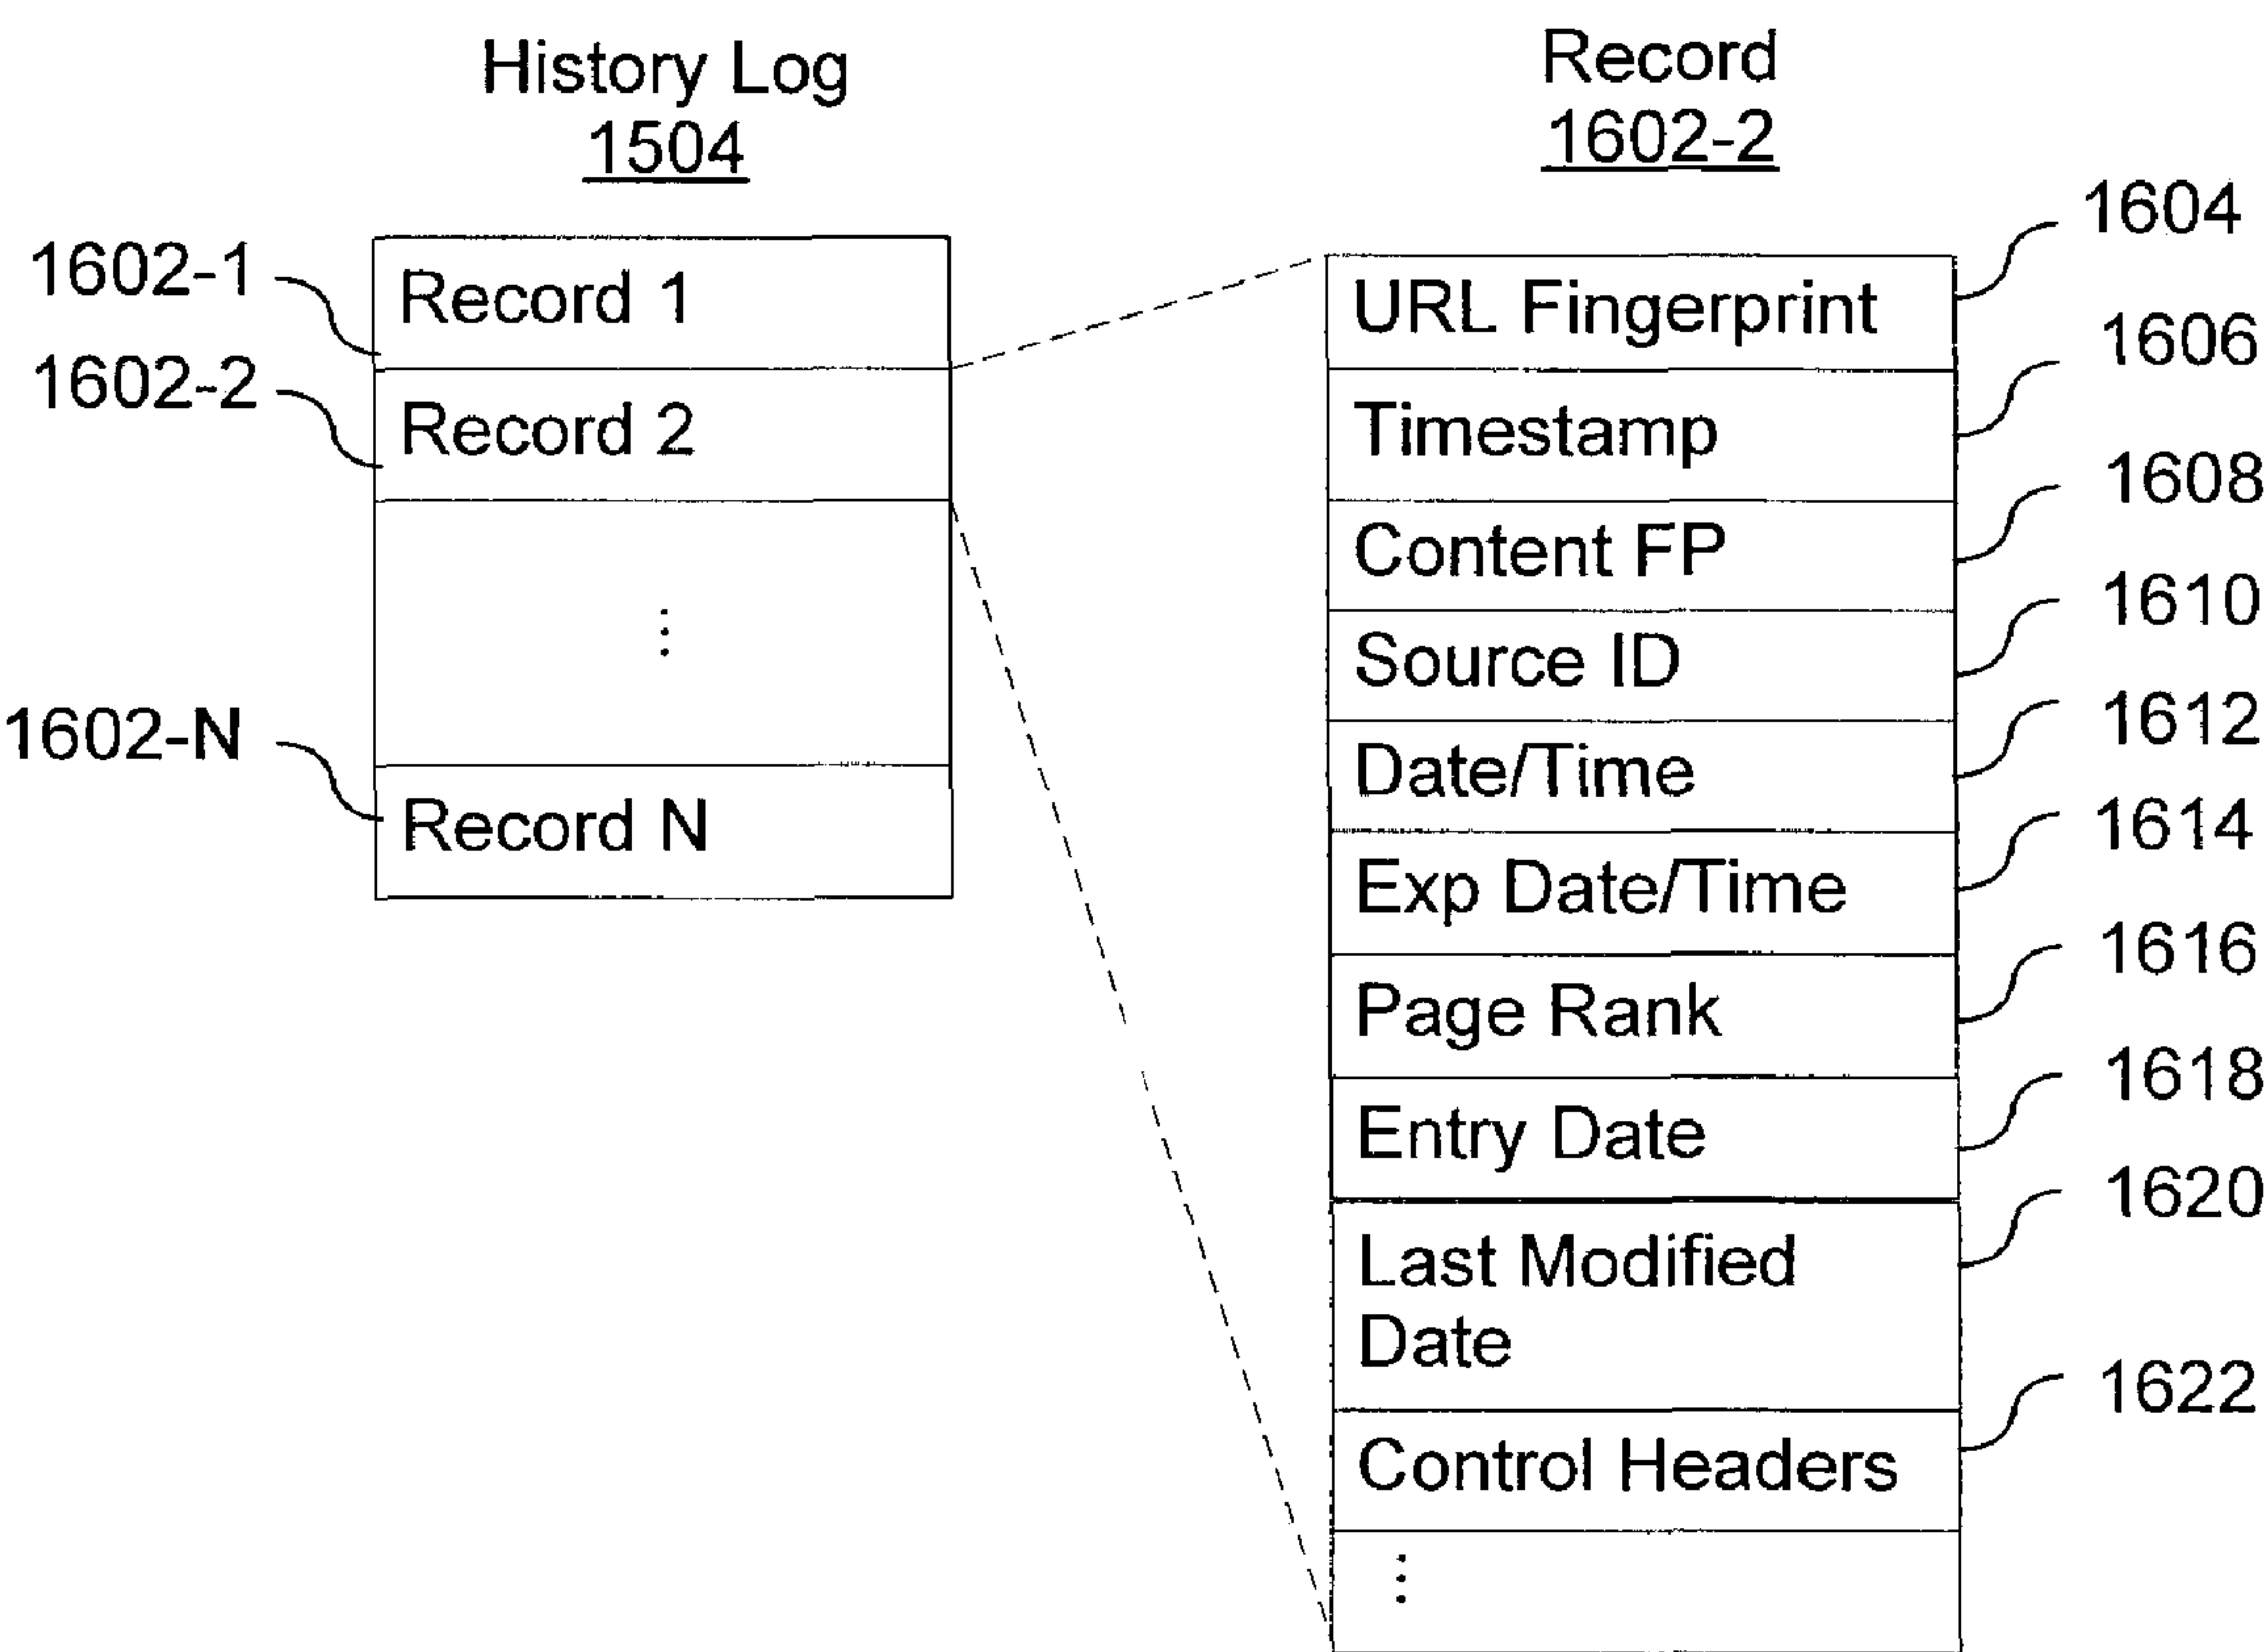 History Log
1504
1602-1
Record 1
1602-2
Record 2
⋮
1602-N
Record N
Record
1602-2
URL Fingerprint
1604
Timestamp
1606
Content FP
1608
Source ID
1610
Date/Time
1612
Exp Date/Time
1614
Page Rank
1616
Entry Date
1618
Last Modified
Date
1620
Control Headers
1622
⋮